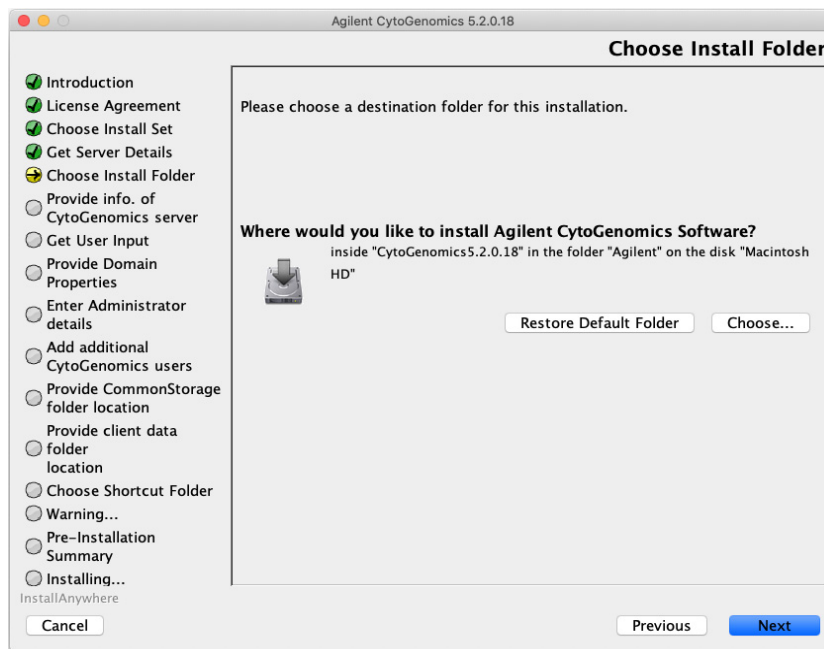 Agilent CytoGenomics 5.2.0.18
Choose Install Folder
Introduction
License Agreement
Choose Install Set
Get Server Details
Choose Install Folder
Provide info. of
CytoGenomics server
Get User Input
Provide Domain
Properties
Enter Administrator
details
Add additional
CytoGenomics users
Provide CommonStorage
folder location
Provide client data
folder
location
Choose Shortcut Folder
Warning...
Pre-Installation
Summary
Installing...
Please choose a destination folder for this installation.
Where would you like to install Agilent CytoGenomics Software?
inside "CytoGenomics5.2.0.18" in the folder "Agilent" on the disk "Macintosh
HD"
Restore Default Folder
Choose...
InstallAnywhere
Cancel
Previous
Next